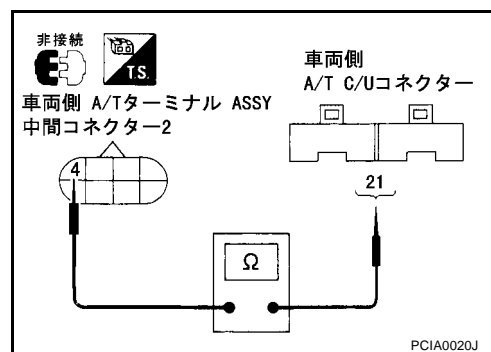 非接続
T.S.
車両側 A/Tターミナル ASSY
中間コネクター2
4
車両側
A/T C/Uコネクター
21
Ω
PCIA0020J